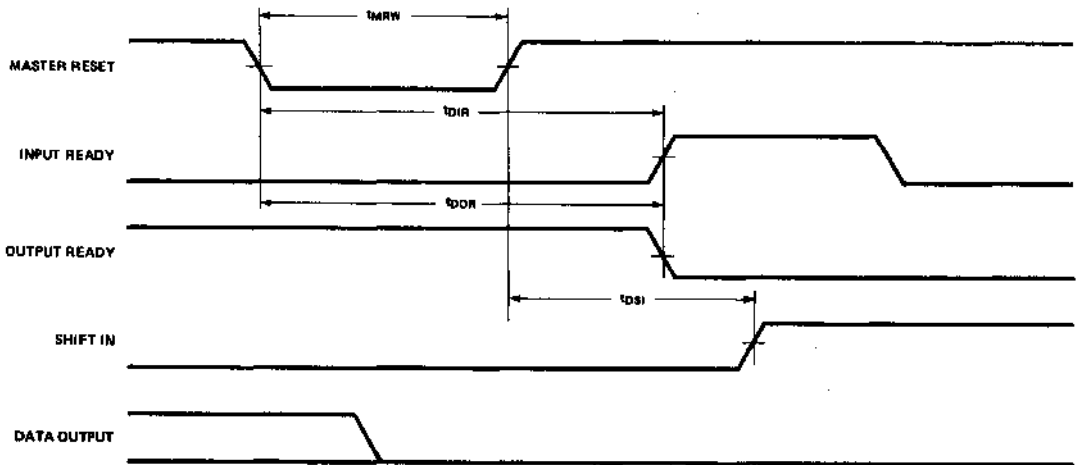 tMRW
MASTER RESET
tDIR
INPUT READY
tDOR
OUTPUT READY
tDSI
SHIFT IN
DATA OUTPUT